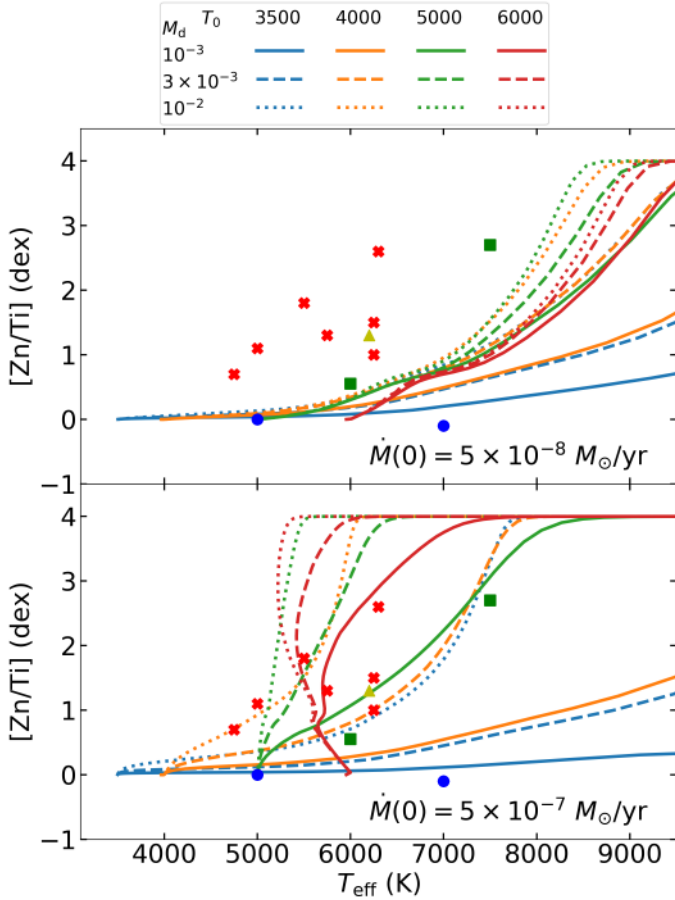 M_d T_0 3500 4000 5000 6000
10^{-3}
3 × 10^{-3}
10^{-2}
4
3
2
1
0
−1
[Zn/Ti] (dex)
Ṁ(0) = 5 × 10^{-8} M_⊙/yr
4
3
2
1
0
−1
[Zn/Ti] (dex)
Ṁ(0) = 5 × 10^{-7} M_⊙/yr
4000 5000 6000 7000 8000 9000
T_eff (K)